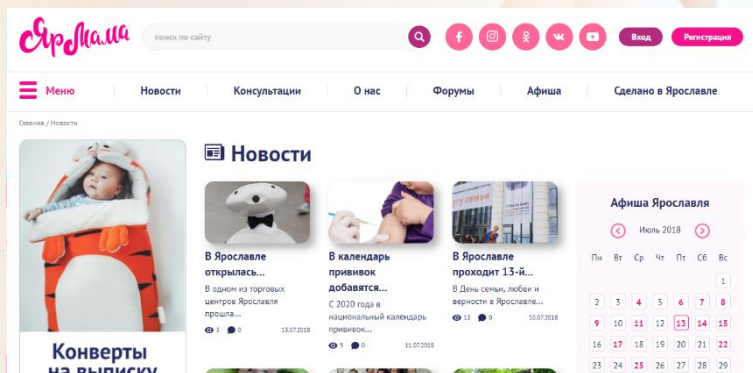 ЯрМама
поиск по сайту
Вход
Регистрация
Меню
Новости
Консультации
О нас
Форумы
Афиша
Сделано в Ярославле
Главная / Новости
Конверты
на выписку
Новости
В Ярославле
открылась...
В одном из торговых
центров Ярославля
прошла...
3 0 13.07.2018
В календарь
прививок
добавятся...
С 2020 года в
национальный календарь
прививок...
9 0 11.07.2018
В Ярославле
проходит 13-й...
В День семьи, любви и
верности в Ярославле...
13 0 10.07.2018
Афиша Ярославля
Июль 2018
Пн Вт Ср Чт Пт Сб Вс
1
2 3 4 5 6 7 8
9 10 11 12 13 14 15
16 17 18 19 20 21 22
23 24 25 26 27 28 29